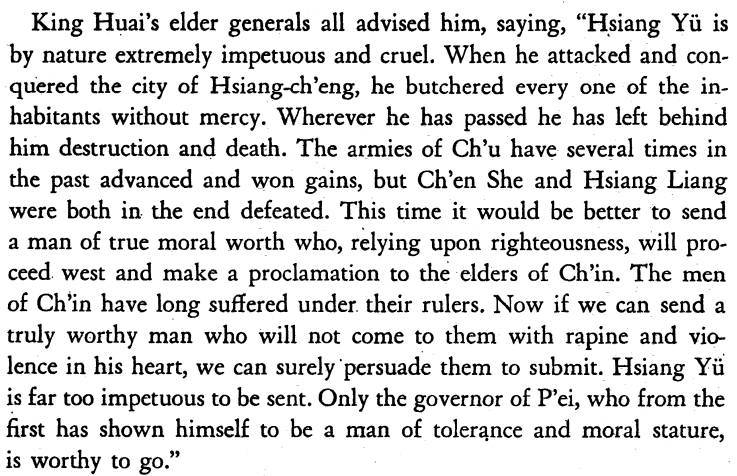 King Huai's elder generals all advised him, saying, "Hsiang Yü is
by nature extremely impetuous and cruel. When he attacked and con-
quered the city of Hsiang-ch'eng, he butchered every one of the in-
habitants without mercy. Wherever he has passed he has left behind
him destruction and death. The armies of Ch'u have several times in
the past advanced and won gains, but Ch'en She and Hsiang Liang
were both in the end defeated. This time it would be better to send
a man of true moral worth who, relying upon righteousness, will pro-
ceed west and make a proclamation to the elders of Ch'in. The men
of Ch'in have long suffered under their rulers. Now if we can send a
truly worthy man who will not come to them with rapine and vio-
lence in his heart, we can surely persuade them to submit. Hsiang Yü
is far too impetuous to be sent. Only the governor of P'ei, who from the
first has shown himself to be a man of tolerance and moral stature,
is worthy to go."